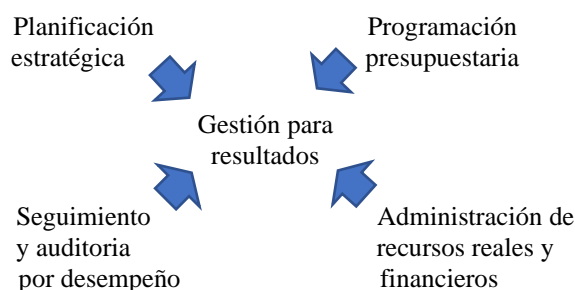 Planificación
estratégica
Programación
presupuestaria
Gestión para
resultados
Seguimiento
y auditoria
por desempeño
Administración de
recursos reales y
financieros